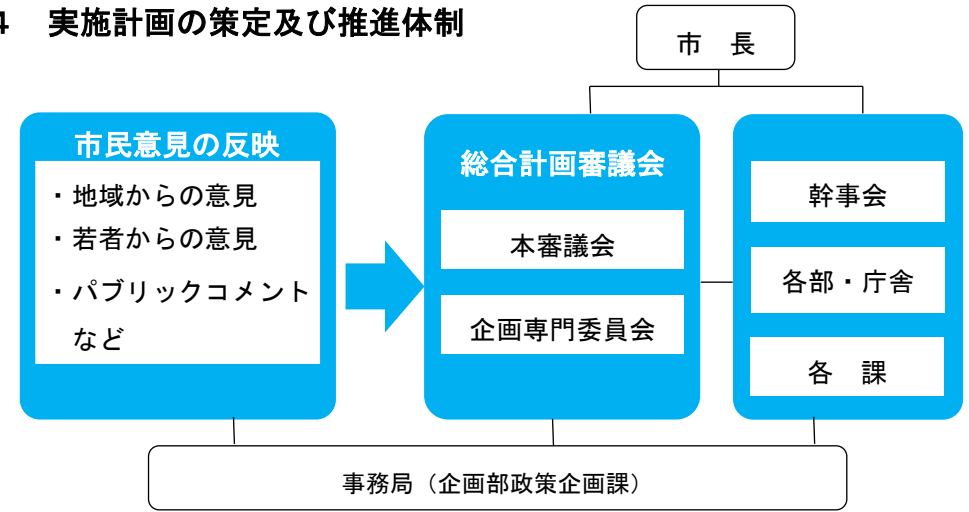 4 実施計画の策定及び推進体制
市 長
市民意見の反映
・地域からの意見
・若者からの意見
・パブリックコメント
など
総合計画審議会
本審議会
企画専門委員会
幹事会
各部・庁舎
各 課
事務局（企画部政策企画課）